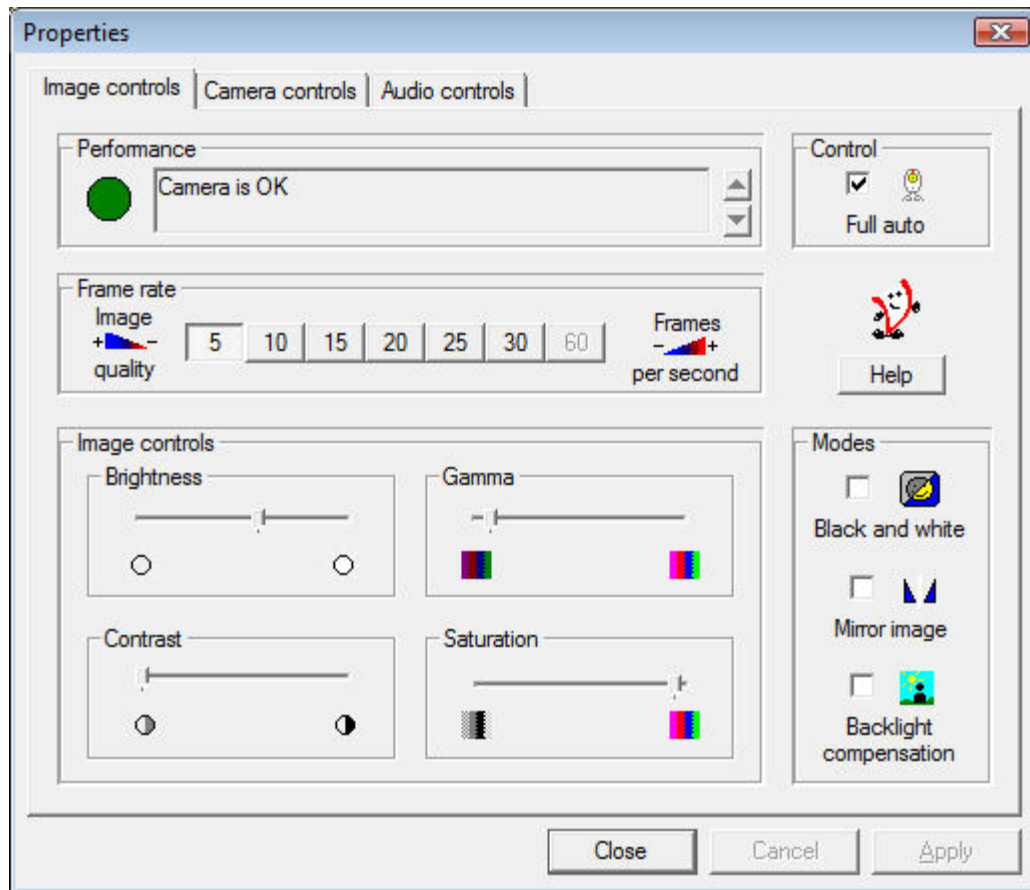 Properties
Image controls
Camera controls
Audio controls
Performance
Camera is OK
Control
Full auto
Frame rate
Image
quality
5
10
15
20
25
30
60
Frames
per second
Help
Image controls
Brightness
Gamma
Contrast
Saturation
Modes
Black and white
Mirror image
Backlight
compensation
Close
Cancel
Apply